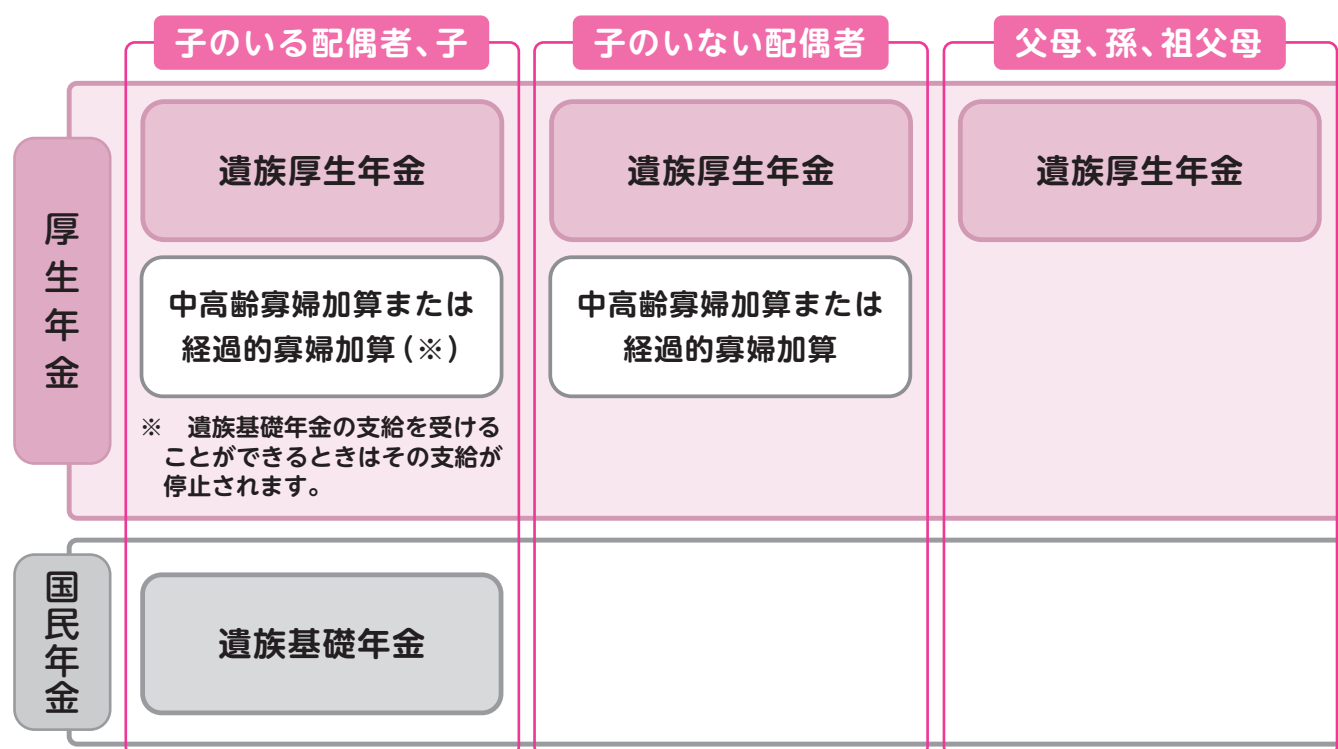 子のいる配偶者、子
子のいない配偶者
父母、孫、祖父母
厚生年金
遺族厚生年金
遺族厚生年金
遺族厚生年金
中高齢寡婦加算または
経過的寡婦加算(※)
中高齢寡婦加算または
経過的寡婦加算
※　遺族基礎年金の支給を受ける
ことができるときはその支給が
停止されます。
国民年金
遺族基礎年金